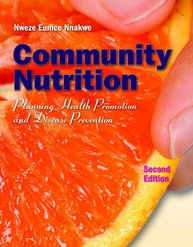 Nweze Eunice Nnakwe
Community
Nutrition
Planning Health Promotion
and Disease Prevention
Second
Edition